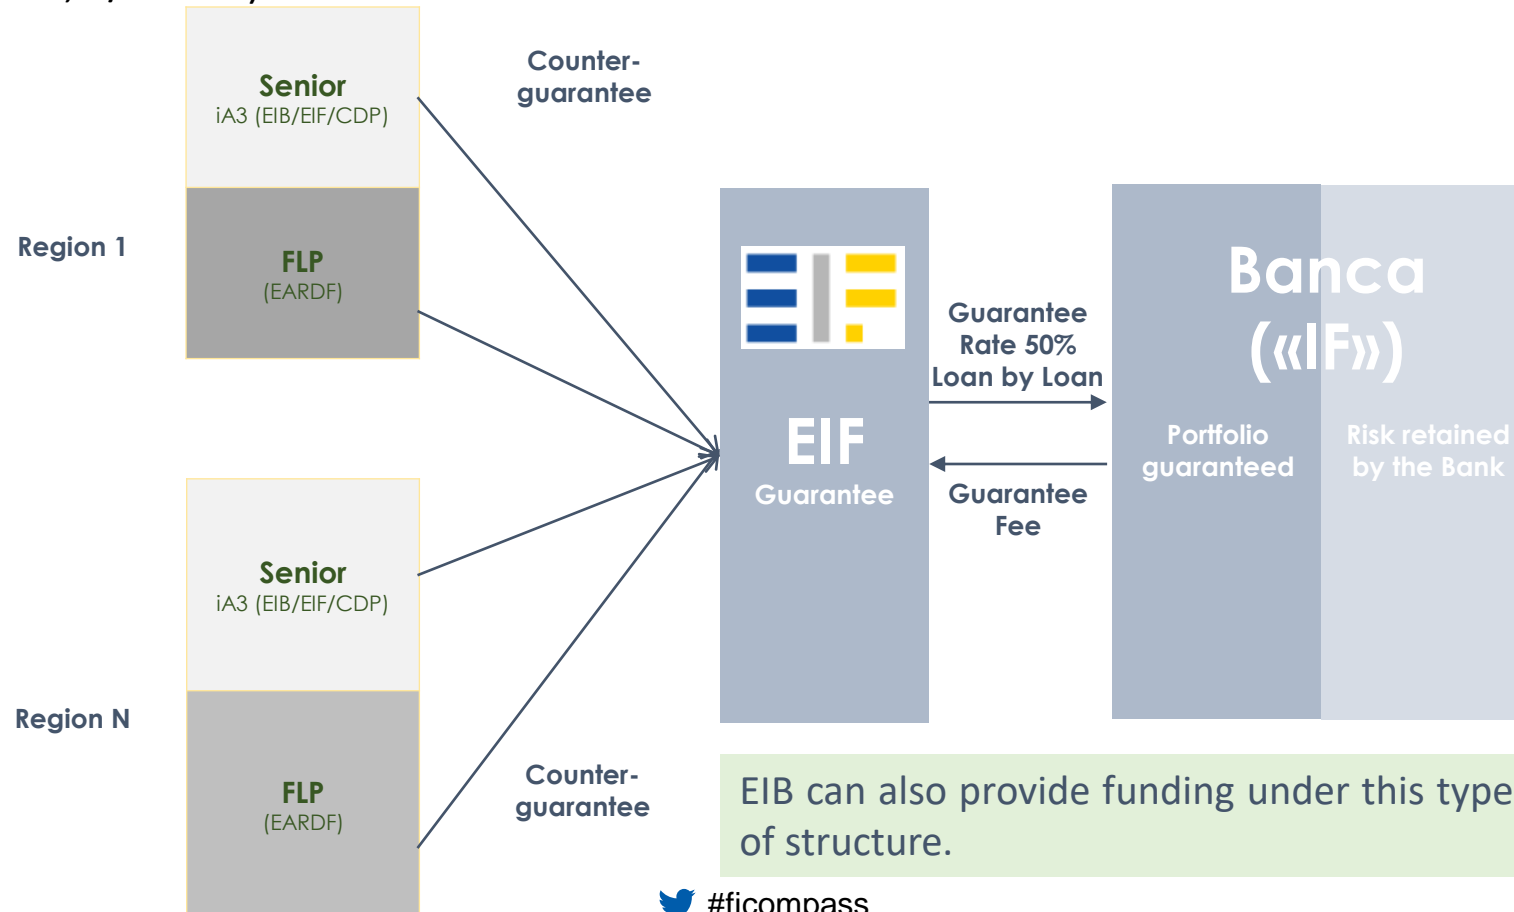 Counter-
guarantee
Senior
iA3 (EIB/EIF/CDP)
Region 1
FLP
(EARDF)
EIF
Guarantee
Guarantee
Rate 50%
Loan by Loan
Guarantee
Fee
Banca
(«IF»)
Portfolio
guaranteed
Risk retained
by the Bank
Senior
iA3 (EIB/EIF/CDP)
Region N
FLP
(EARDF)
Counter-
guarantee
EIB can also provide funding under this type
of structure.
#ficompass